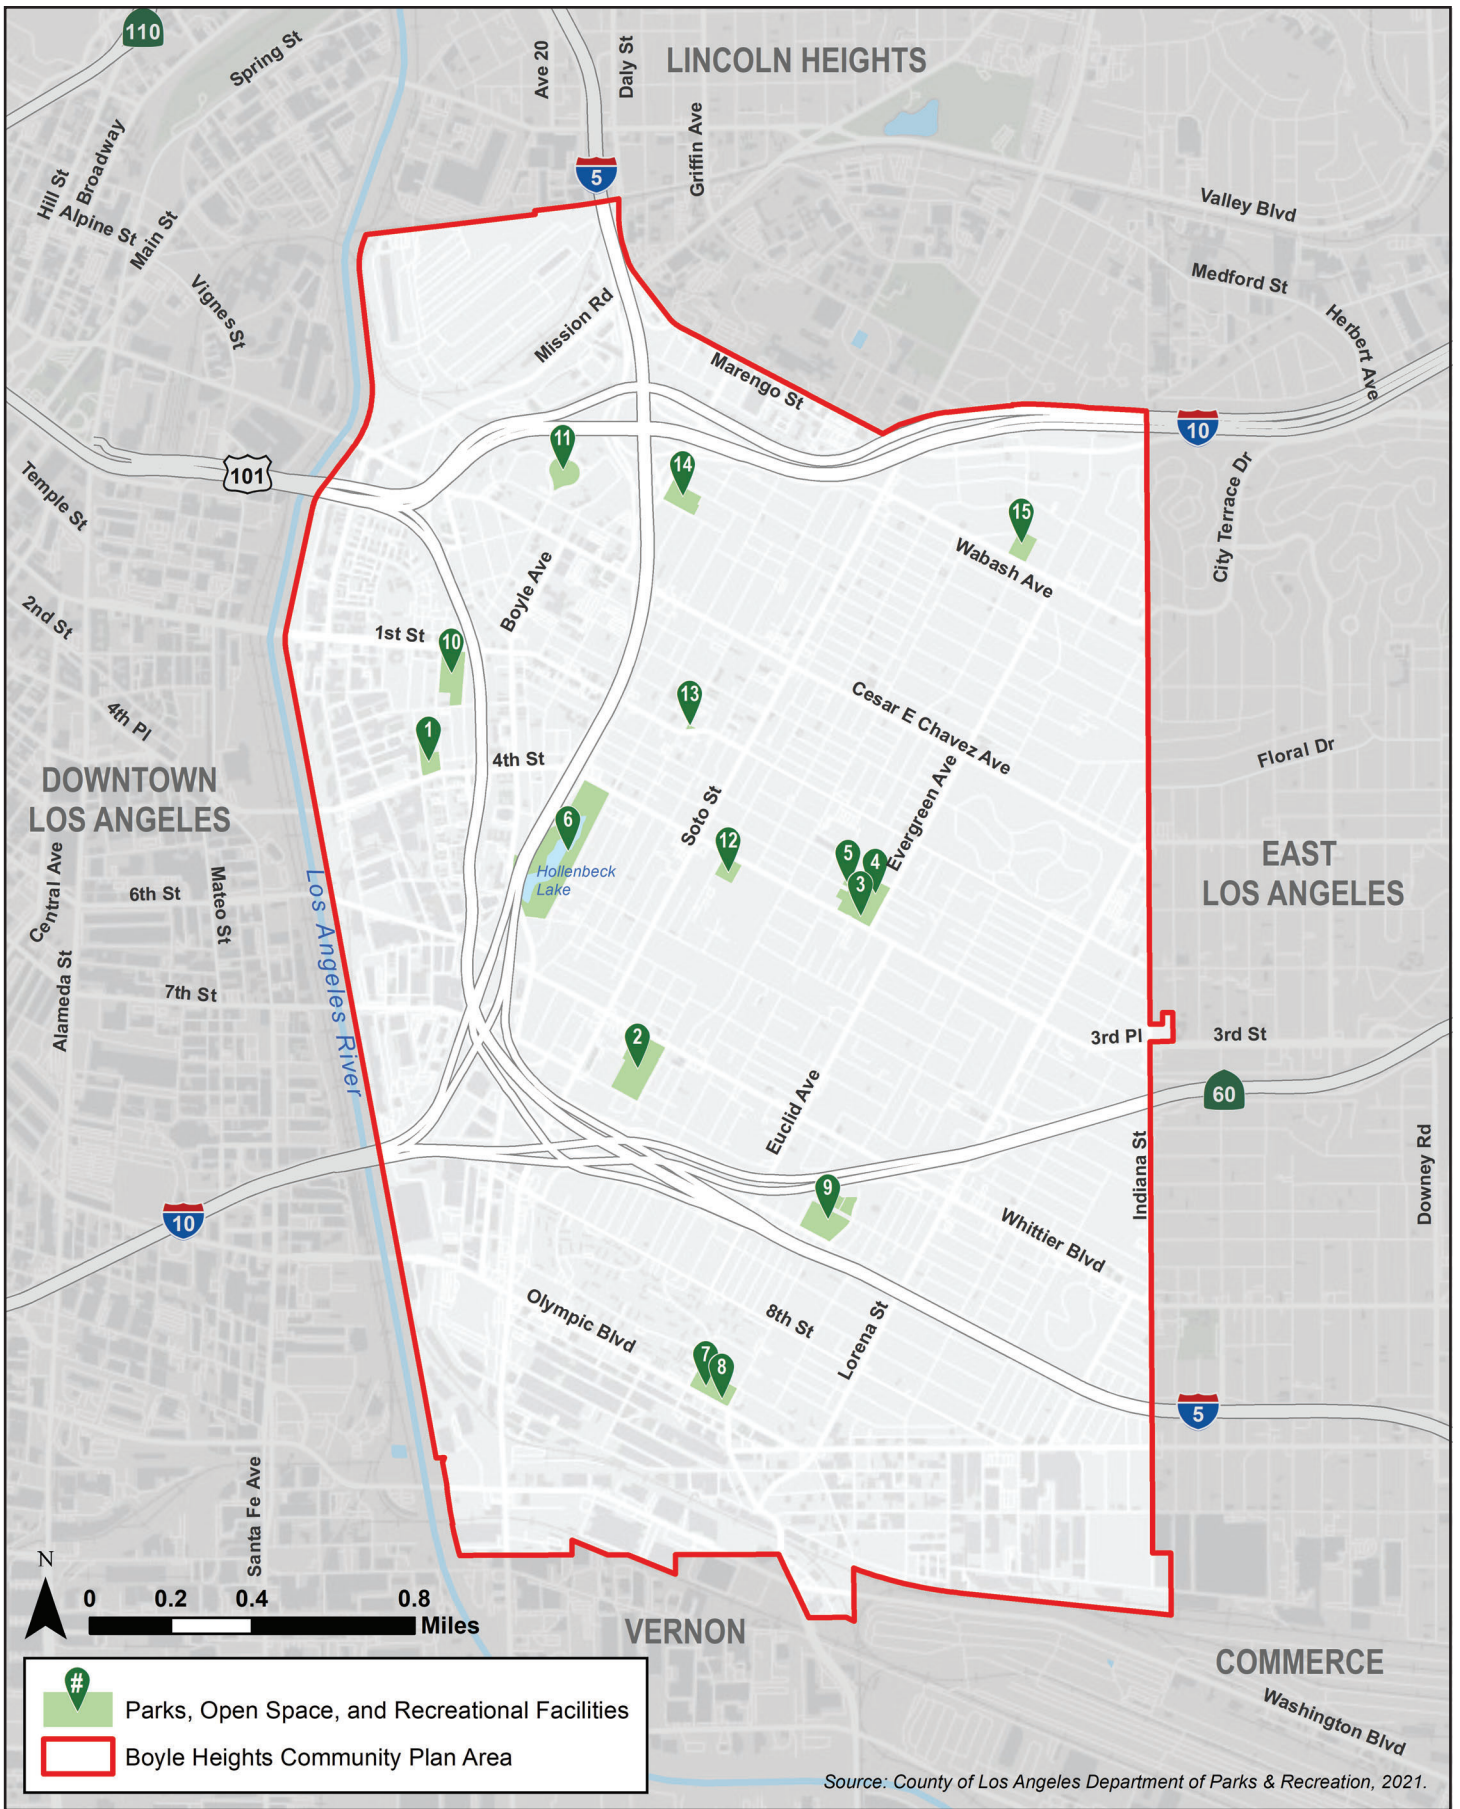 110
Spring St
Ave 20
Daly St
LINCOLN HEIGHTS
Griffin Ave
5
Hill St
Broadway
Alpine St
Main St
Vignes St
Valley Blvd
Medford St
Herbert Ave
Mission Rd
Marengo St
10
101
Temple St
11
14
15
City Terrace Dr
Wabash Ave
Boyle Ave
2nd St
1st St
10
13
Cesar E Chavez Ave
4th Pl
1
4th St
Floral Dr
DOWNTOWN
LOS ANGELES
Soto St
Evergreen Ave
6
12
5
4
3
Hollenbeck
Lake
EAST
LOS ANGELES
Central Ave
6th St
Mateo St
Los Angeles River
Alameda St
7th St
2
3rd Pl
3rd St
60
Euclid Ave
Indiana St
Downey Rd
9
10
Whittier Blvd
Olympic Blvd
8th St
Lorena St
7
8
5
Santa Fe Ave
N
0 0.2 0.4 0.8
Miles
VERNON
COMMERCE
Washington Blvd
#
Parks, Open Space, and Recreational Facilities
Boyle Heights Community Plan Area
Source: County of Los Angeles Department of Parks & Recreation, 2021.